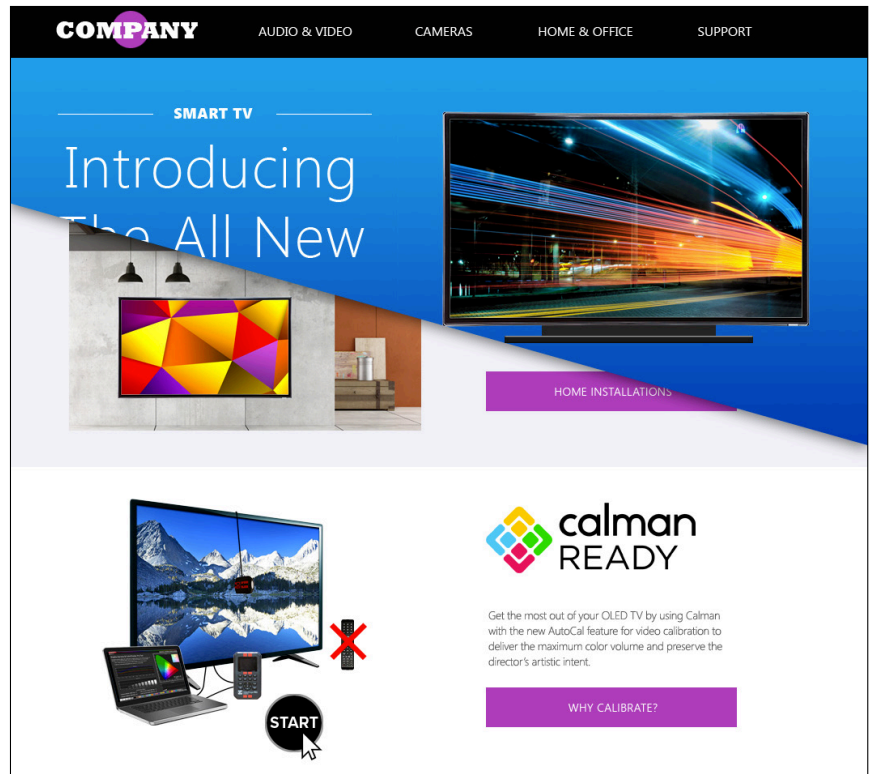 COMPANY
AUDIO & VIDEO
CAMERAS
HOME & OFFICE
SUPPORT
SMART TV
Introducing
The All New
HOME INSTALLATIONS
calman
READY
Get the most out of your OLED TV by using Calman
with the new AutoCal feature for video calibration to
deliver the maximum color volume and preserve the
director's artistic intent.
START
WHY CALIBRATE?